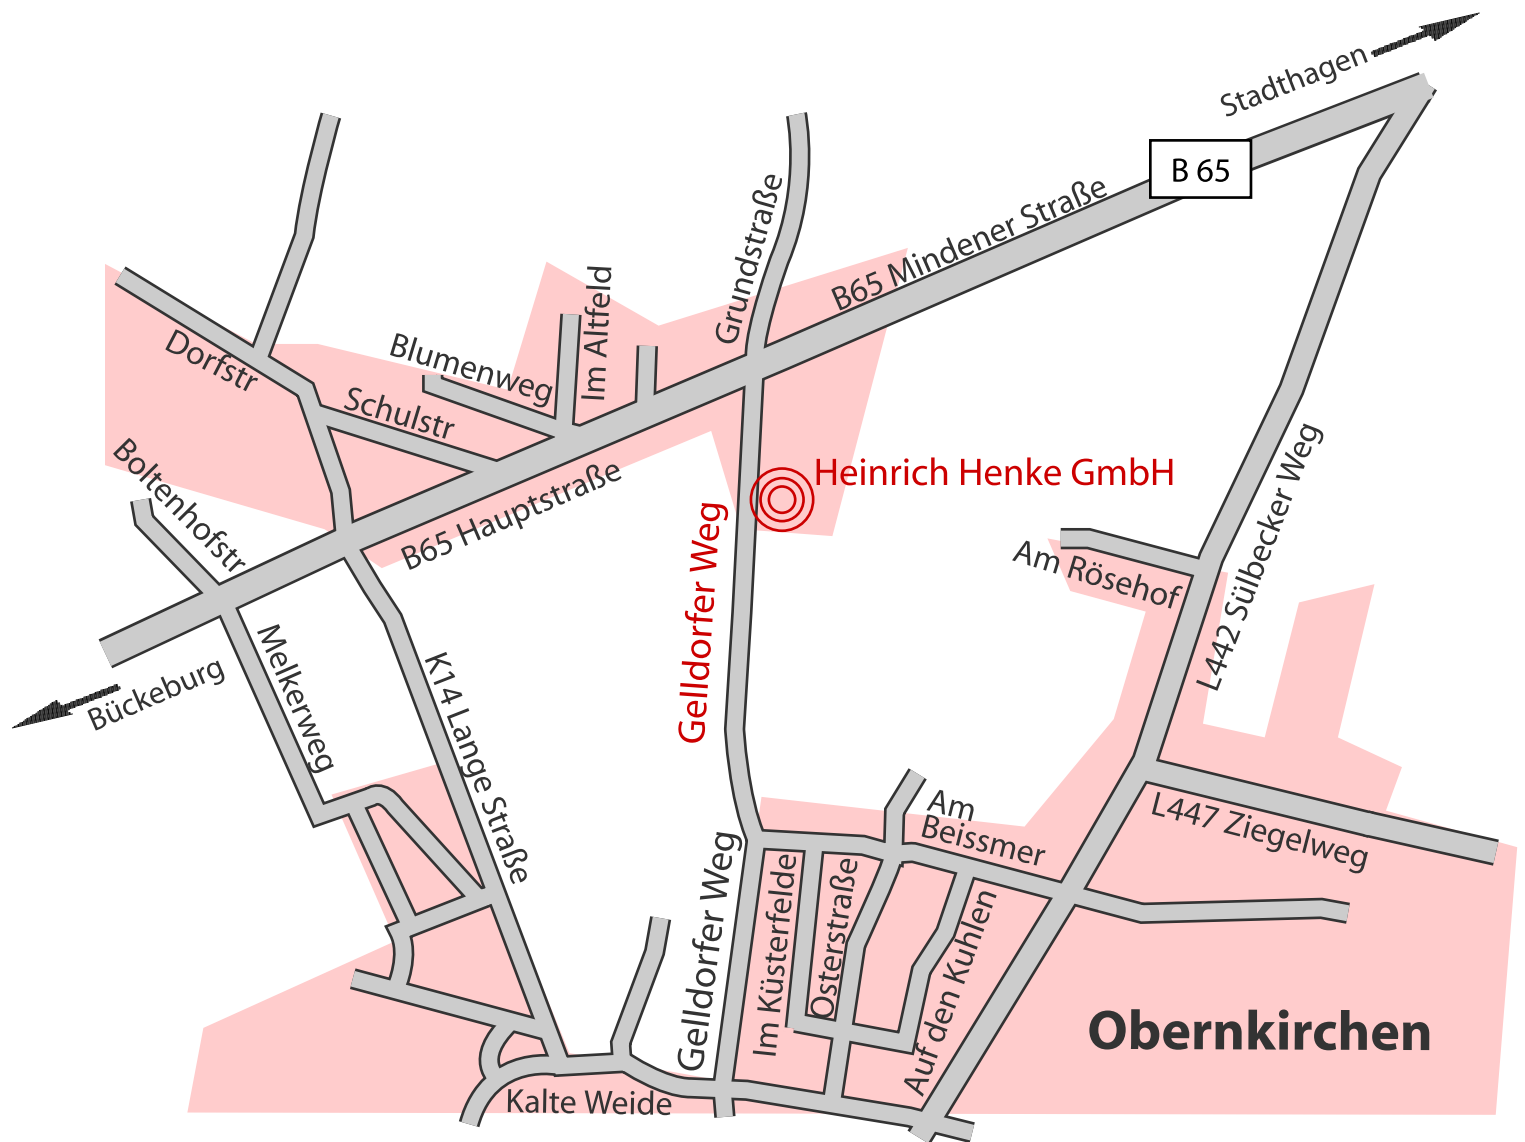 Stadthagen
B 65
B65 Mindener Straße
Grundstraße
Im Altfeld
Blumenweg
Dorfstr
Schulstr
Boltenhofstr
B65 Hauptstraße
Heinrich Henke GmbH
Gelldorfer Weg
L442 Sülbecker Weg
Am Rösehof
Bückeburg
Melkerweg
K14 Lange Straße
Am
Beissmer
L447 Ziegelweg
Gelldorfer Weg
Im Küsterfelde
Osterstraße
Auf den Kuhlen
Obernkirchen
Kalte Weide